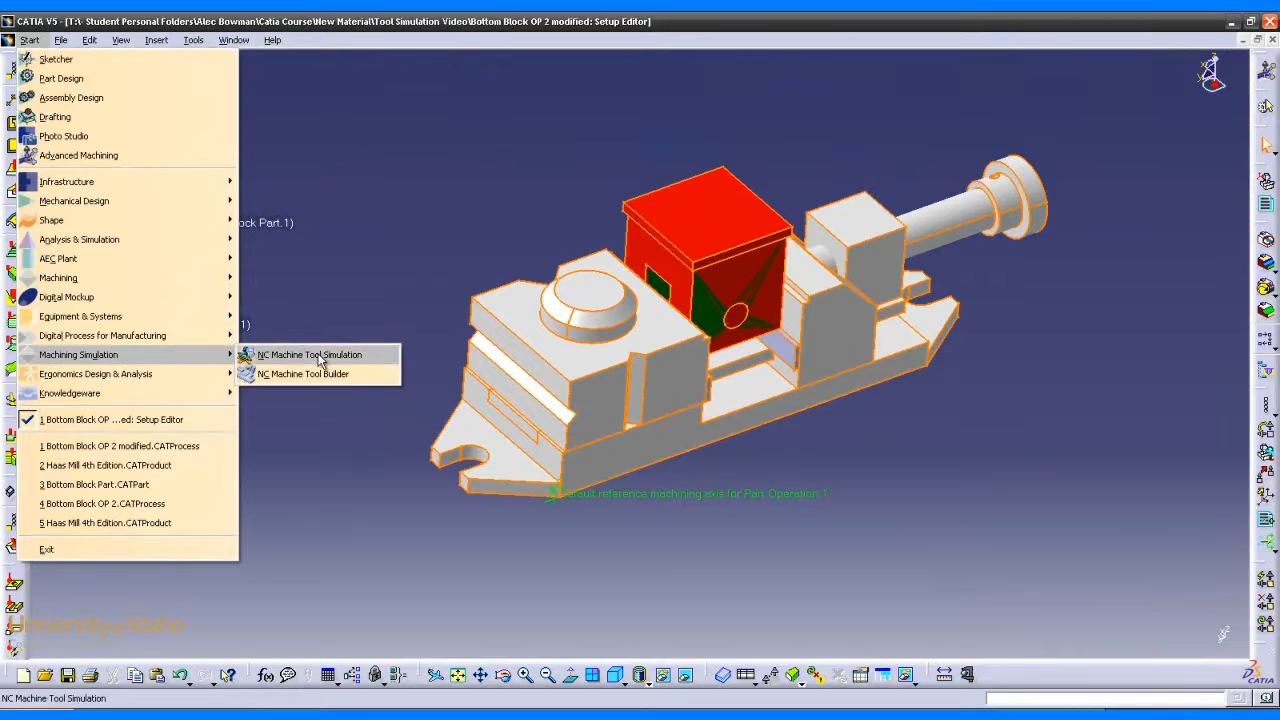 CATIA V5 - [T:\- Student Personal Folders\Alec Bowman\Catia Course\New Material\Tool Simulation Video\Bottom Block OP 2 modified: Setup Editor]
Start File Edit View Insert Tools Window Help
Sketcher
Part Design
Assembly Design
Drafting
Photo Studio
Advanced Machining
Infrastructure
Mechanical Design
Shape
ock Part.1)
Analysis & Simulation
AEC Plant
Machining
Digital Mockup
Equipment & Systems
1)
Digital Process for Manufacturing
Machining Simulation
NC Machine Tool Simulation
Ergonomics Design & Analysis
NC Machine Tool Builder
Knowledgeware
1 Bottom Block OP ...ed: Setup Editor
1 Bottom Block OP 2 modified.CATProcess
2 Haas Mill 4th Edition.CATProduct
3 Bottom Block Part.CATPart
default reference machining axis for Part Operation.1
4 Bottom Block OP 2.CATProcess
5 Haas Mill 4th Edition.CATProduct
Exit
University of Idaho
CATIA
NC Machine Tool Simulation